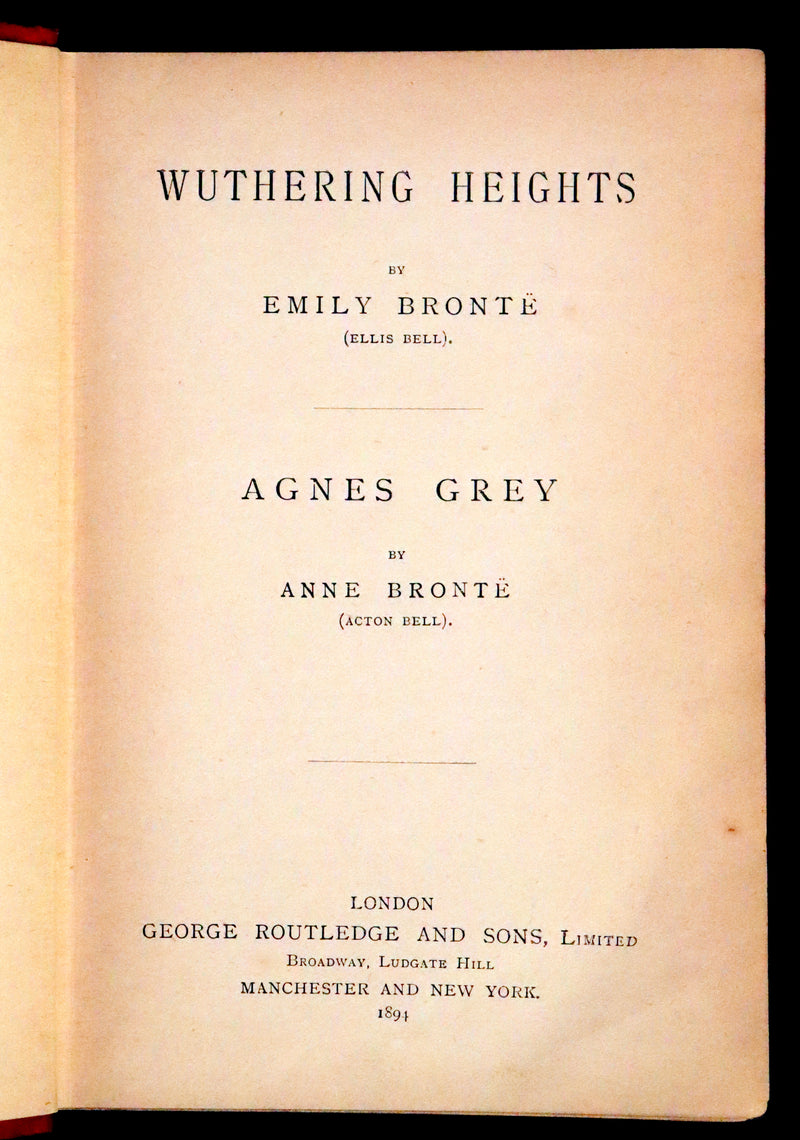 WUTHERING HEIGHTS
BY
EMILY BRONTË
(ELLIS BELL).
AGNES GREY
BY
ANNE BRONTË
(ACTON BELL).
LONDON
GEORGE ROUTLEDGE AND SONS, LIMITED
BROADWAY, LUDGATE HILL
MANCHESTER AND NEW YORK.
1894